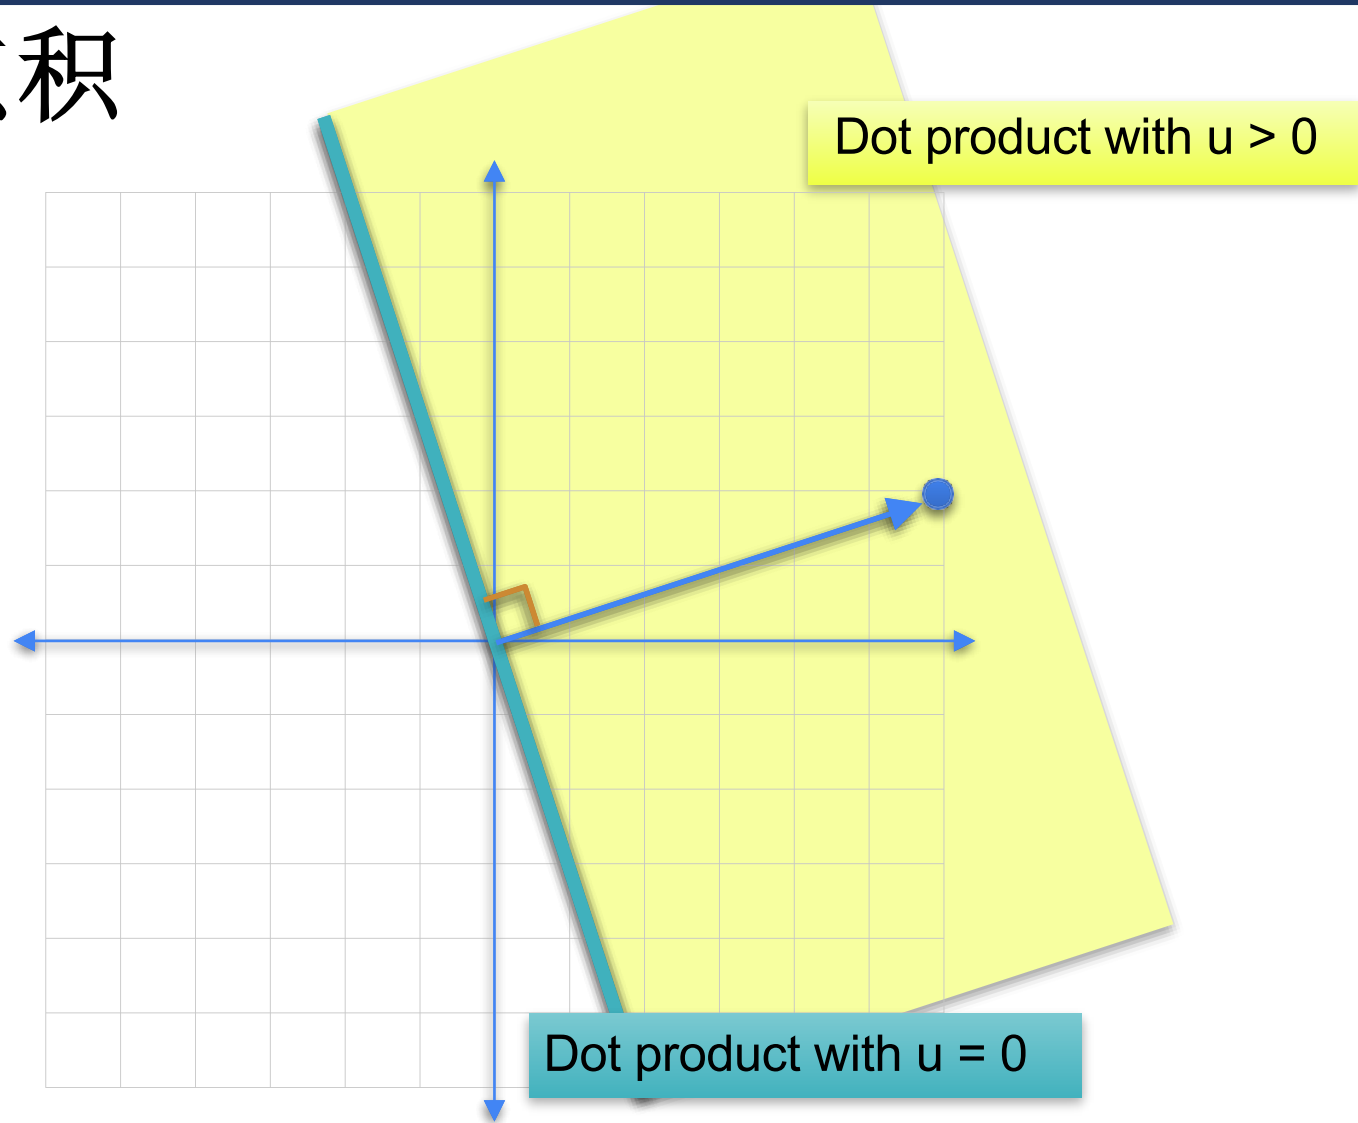 积
Dot product with u > 0
Dot product with u = 0